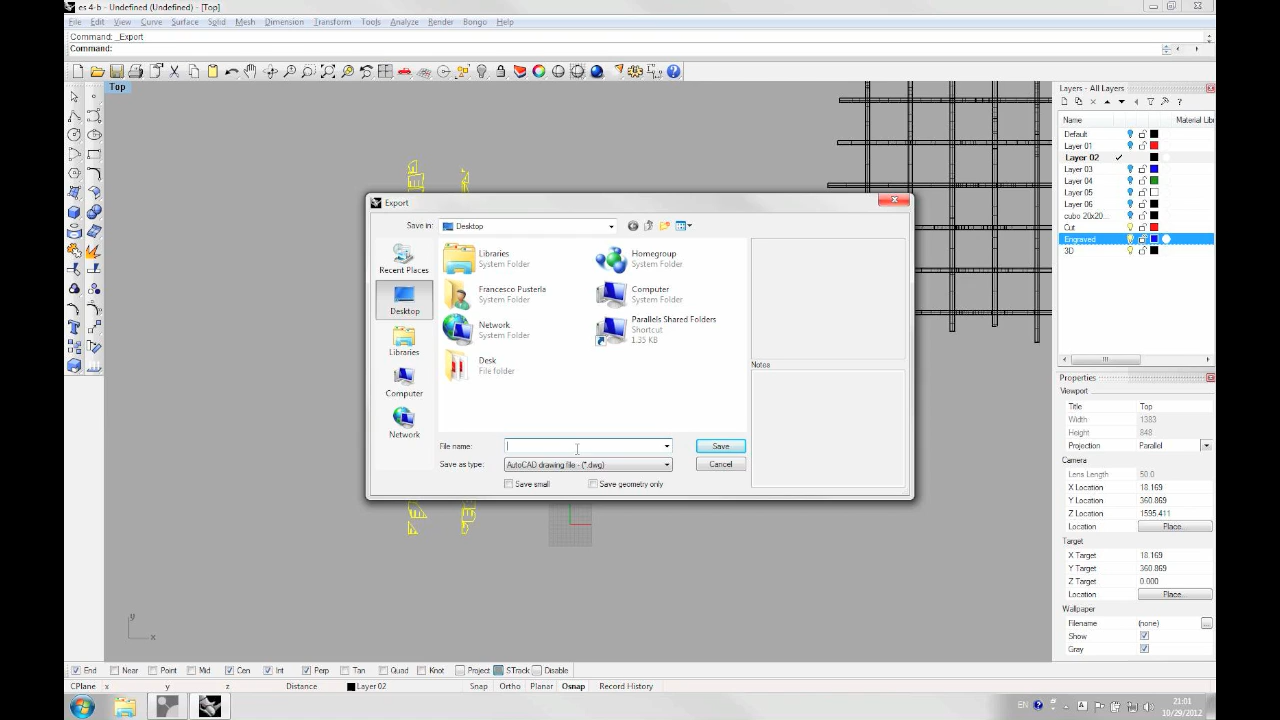 es 4-b - Undefined (Undefined) - [Top]
File Edit View Curve Surface Solid Mesh Dimension Transform Tools Analyze Render Bongo Help
Command: _Export
Command:
Top
Layers - All Layers
Name Material Libr
Default
Layer 01
Layer 02
Layer 03
Layer 04
Layer 05
Layer 06
cubo 20x20...
Cut
Engraved
3D
Export
Save in: Desktop
Recent Places
Desktop
Libraries
Computer
Network
Libraries
System Folder
Homegroup
System Folder
Francesco Pusterla
Computer
System Folder
Network
System Folder
Parallels Shared Folders
Shortcut
1.35 KB
Desk
File folder
Notes
File name: Save
Save as type: AutoCAD drawing file - (*.dwg) Cancel
Save small Save geometry only
Properties
Viewport
Title Top
Width 1383
Height 848
Projection Parallel
Camera
Lens Length 50.0
X Location 18.169
Y Location 360.869
Z Location 1595.411
Location Place...
Target
X Target 18.169
Y Target 360.869
Z Target 0.000
Location Place...
Wallpaper
Filename (none) ...
Show
Gray
y
x
End Near Point Mid Cen Int Perp Tan Quad Knot Project STrack Disable
CPlane x y z Distance Layer 02 Snap Ortho Planar Osnap Record History
EN 21:01
10/29/2012